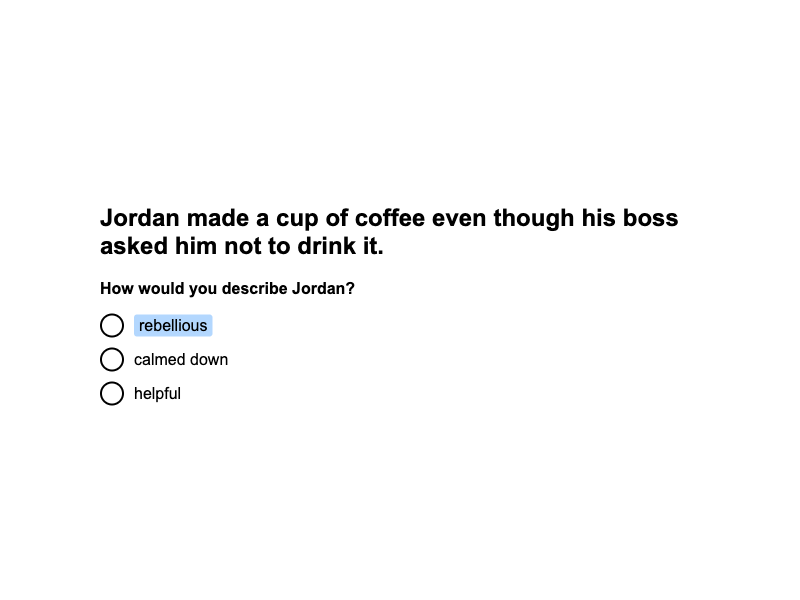 Jordan made a cup of coffee even though his boss
asked him not to drink it.
How would you describe Jordan?
rebellious
calmed down
helpful